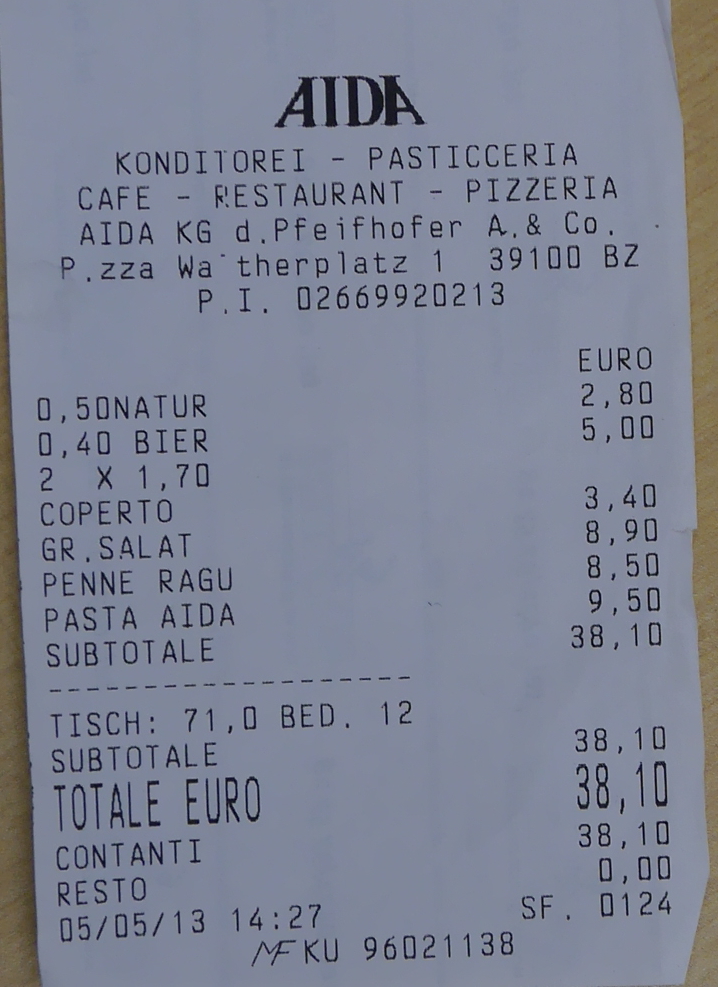 AIDA
KONDITOREI - PASTICCERIA
CAFE - RESTAURANT - PIZZERIA
AIDA KG d.Pfeifhofer A.& Co.
P.zza Wa therplatz 1 39100 BZ
P.I. 02669920213
EURO
0,50NATUR 2,80
0,40 BIER 5,00
2 X 1,70
COPERTO 3,40
GR.SALAT 8,90
PENNE RAGU 8,50
PASTA AIDA 9,50
SUBTOTALE 38,10
--------------------
TISCH: 71,0 BED. 12
SUBTOTALE 38,10
TOTALE EURO 38,10
CONTANTI 38,10
RESTO 0,00
05/05/13 14:27 SF. 0124
MF KU 96021138